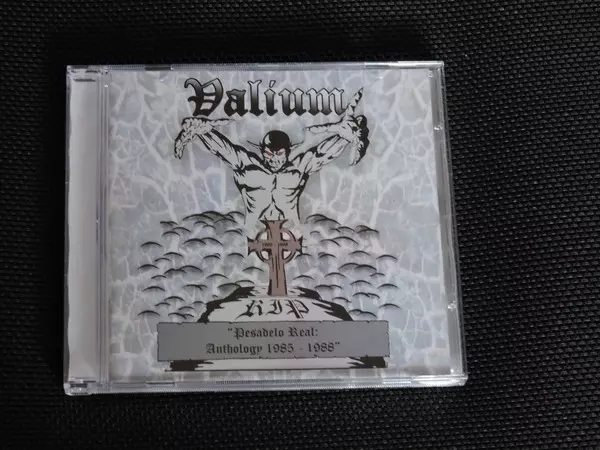 Valium
RIP
"Pesadelo Real:
Anthology 1985 - 1988"